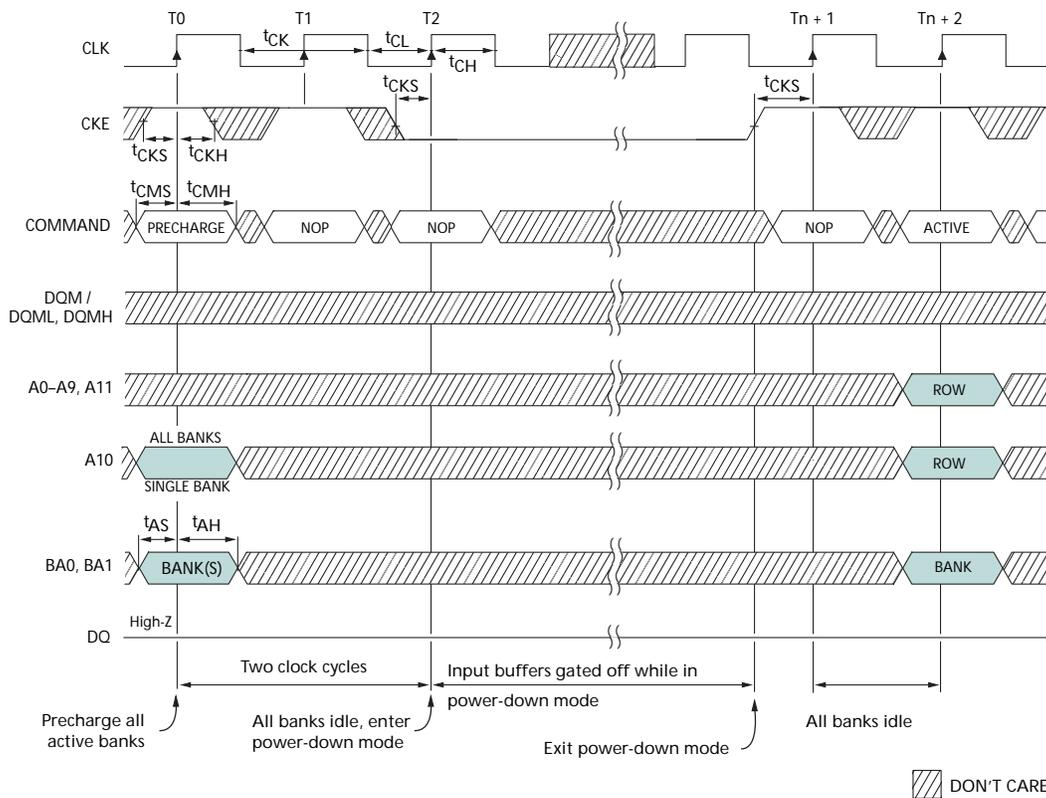 T0 T1 T2 Tn + 1 Tn + 2
CLK
tCK tCL tCH
tCKS tCKS
CKE
tCKS tCKH
tCMS tCMH
COMMAND PRECHARGE NOP NOP NOP ACTIVE
DQM /
DQML, DQMH
A0–A9, A11 ROW
ALL BANKS
A10 ROW
SINGLE BANK
tAS tAH
BA0, BA1 BANK(S) BANK
High-Z
DQ
Two clock cycles
Input buffers gated off while in
power-down mode
Precharge all
active banks
All banks idle, enter
power-down mode
Exit power-down mode
All banks idle
DON'T CARE